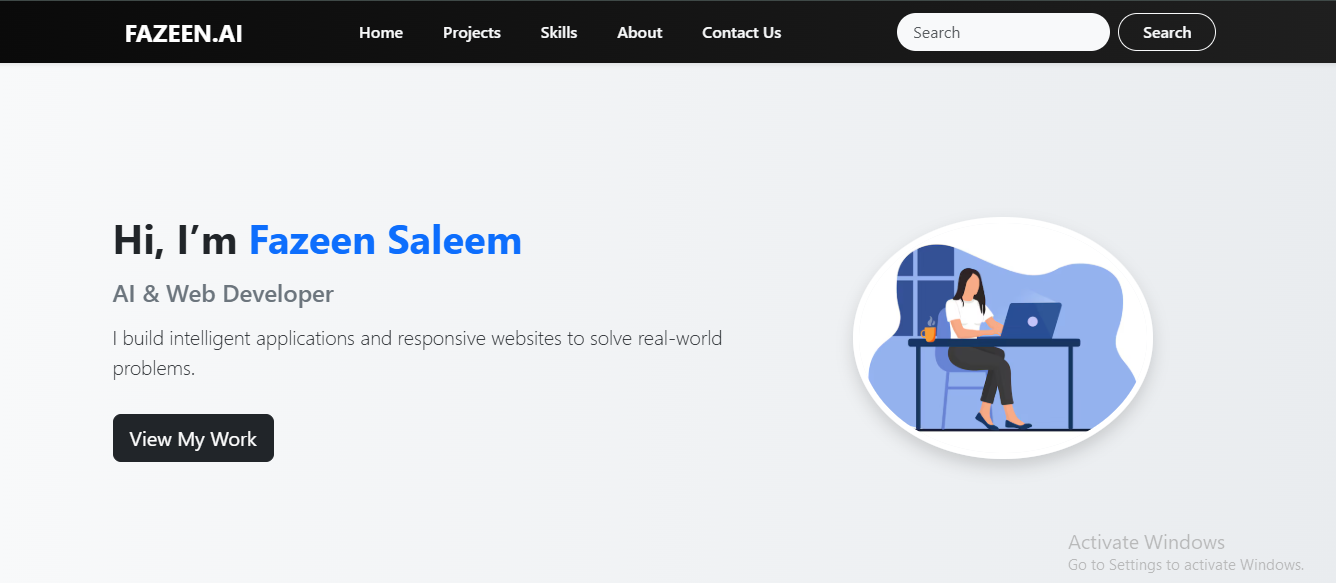 FAZEEN.AI Home Projects Skills About Contact Us Search Search
Hi, I’m Fazeen Saleem
AI & Web Developer
I build intelligent applications and responsive websites to solve real-world
problems.
View My Work
Activate Windows
Go to Settings to activate Windows.